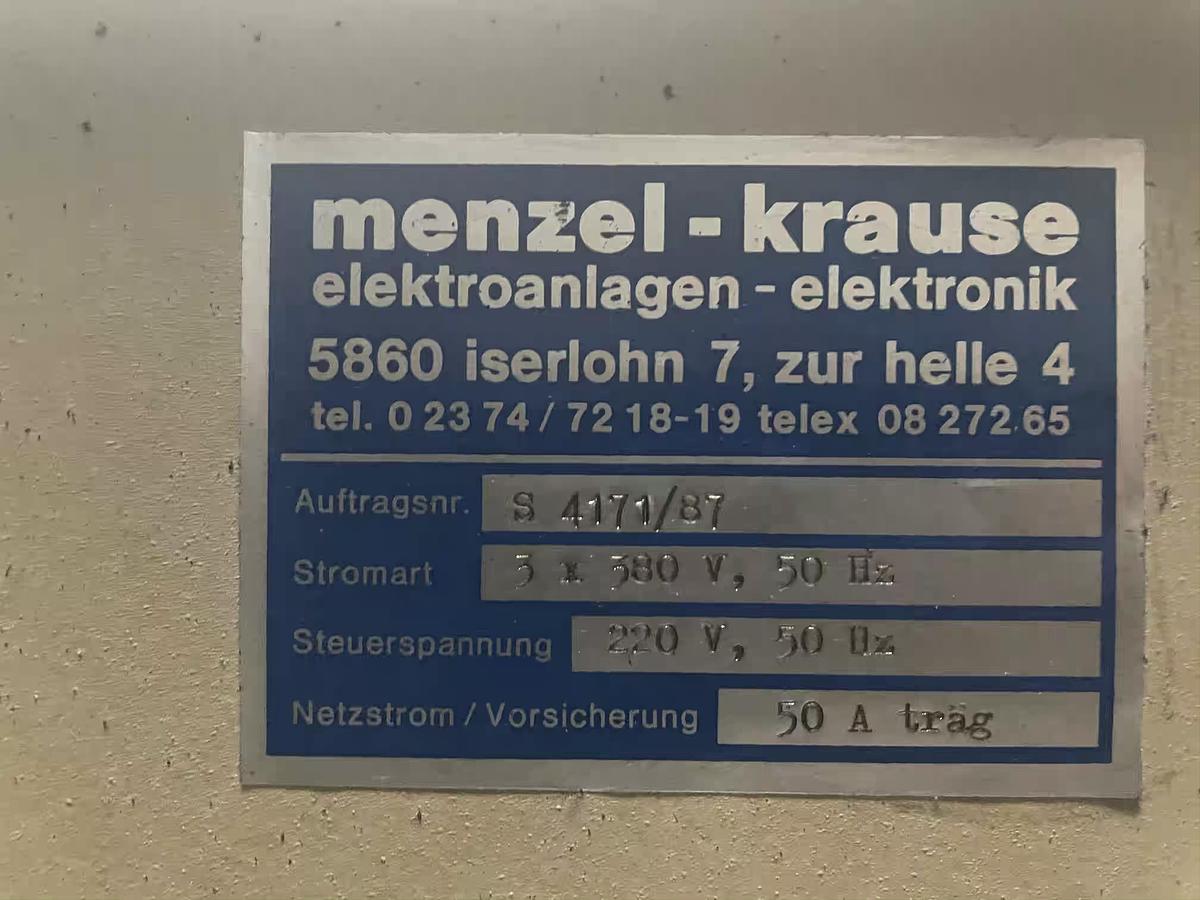 menzel - krause
elektroanlagen - elektronik
5860 iserlohn 7, zur helle 4
tel. 0 23 74 / 72 18-19 telex 08 272 65
Auftragsnr. S 4171/87
Stromart 3 x 380 V, 50 Hz
Steuerspannung 220 V, 50 Hz
Netzstrom / Vorsicherung 50 A träg